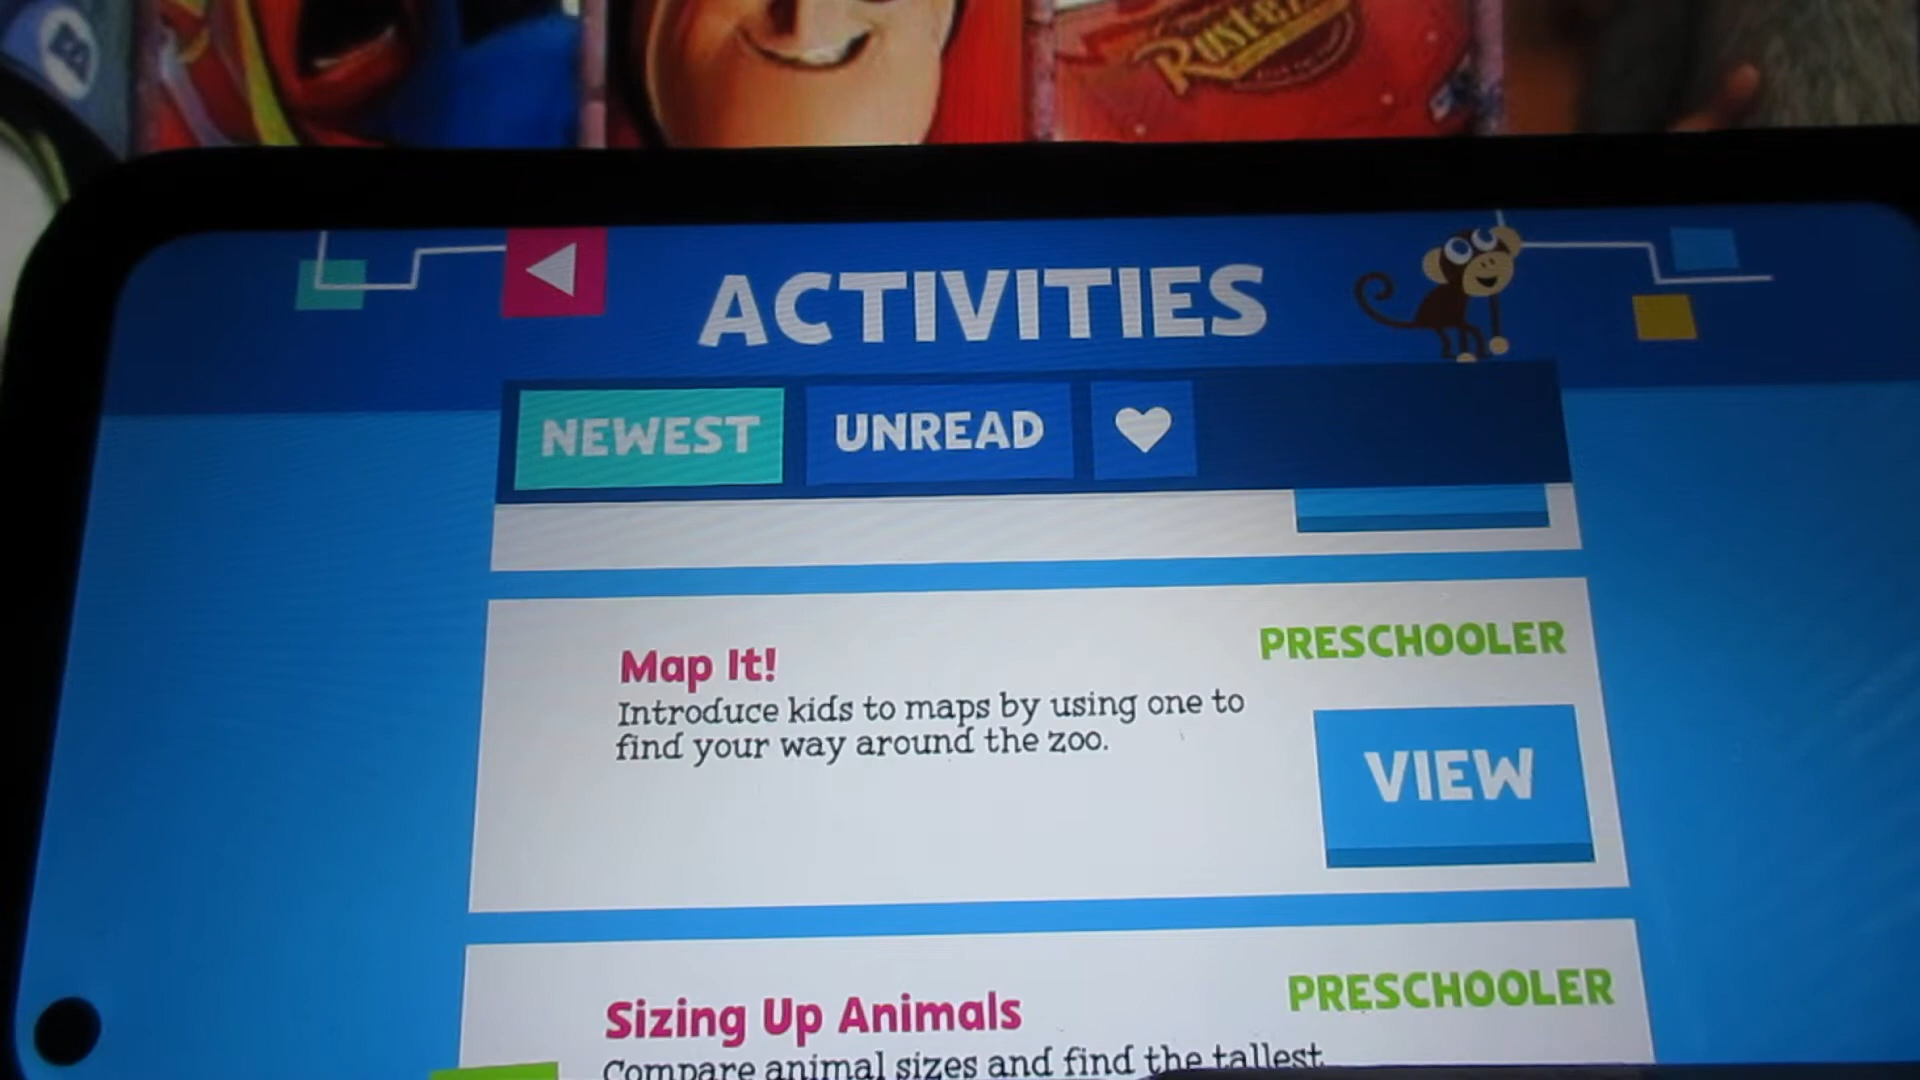 Rust-eze
ACTIVITIES
NEWEST
UNREAD
PRESCHOOLER
Map It!
Introduce kids to maps by using one to
find your way around the zoo.
VIEW
PRESCHOOLER
Sizing Up Animals
Compare animal sizes and find the tallest